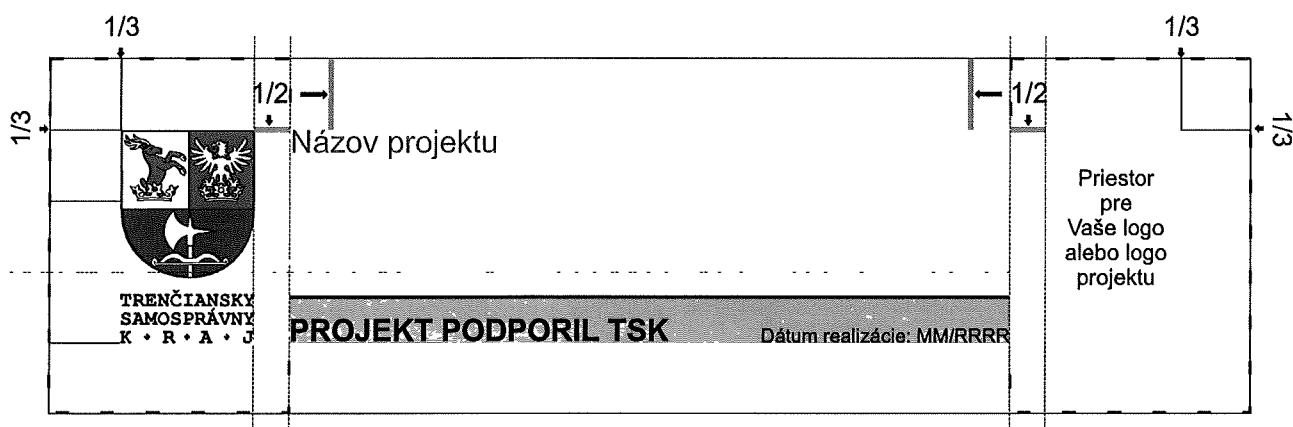 1/3
1/3
1/2
1/2
1/3
1/3
Názov projektu
Priestor
pre
Vaše logo
alebo logo
projektu
TRENČIANSKY
SAMOSPRÁVNY
K • R • A • J
PROJEKT PODPORIL TSK
Dátum realizácie: MM/RRRR